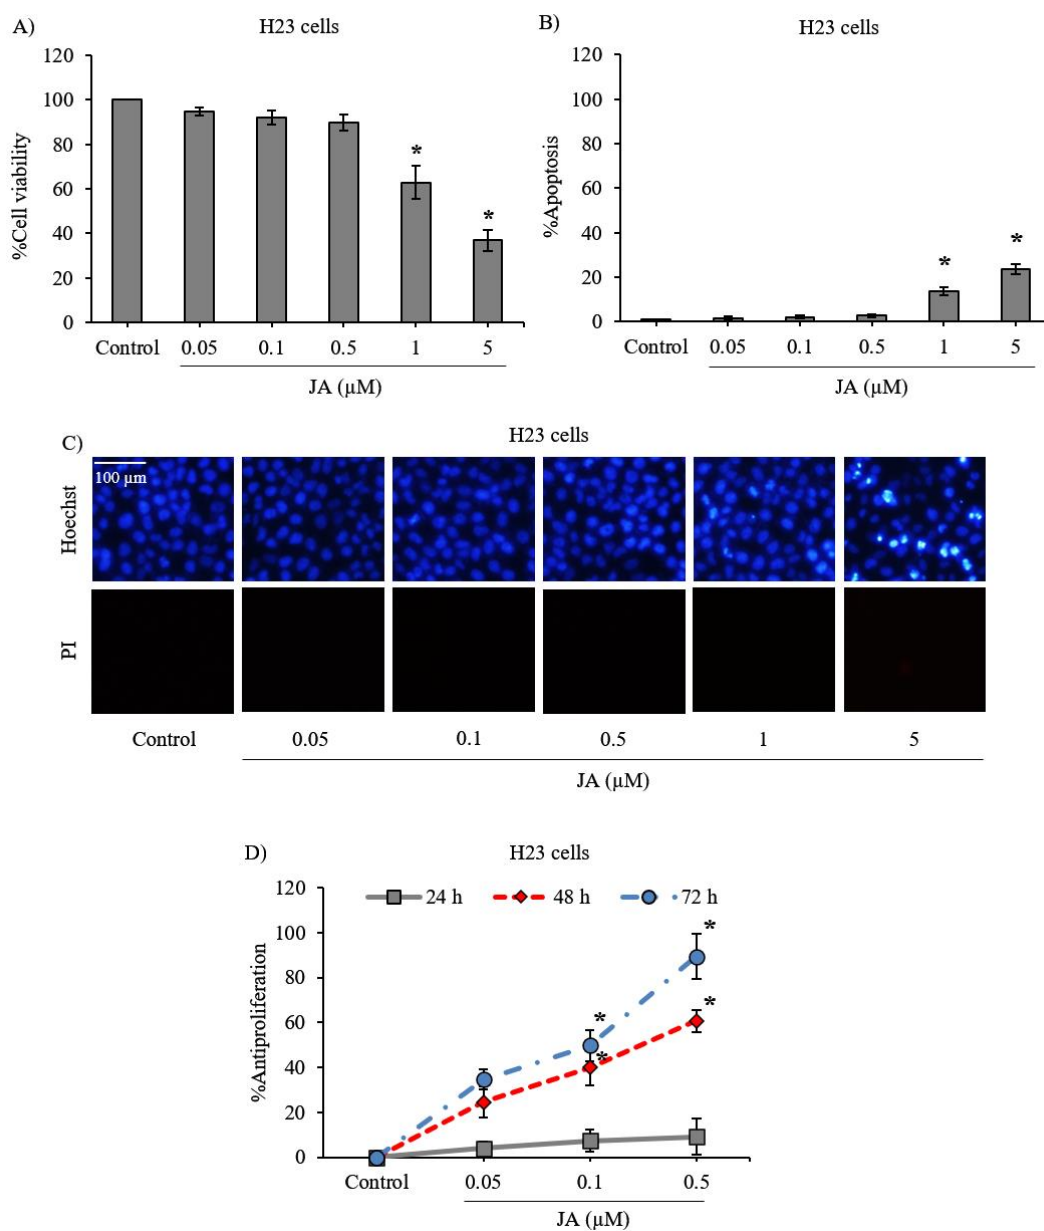 A)
H23 cells
120
100
80
60
40
20
0
%Cell viability
*
*
Control 0.05 0.1 0.5 1 5
JA (µM)
B)
H23 cells
120
100
80
60
40
20
0
%Apoptosis
*
*
Control 0.05 0.1 0.5 1 5
JA (µM)
C)
H23 cells
100 µm
Hoechst
PI
Control 0.05 0.1 0.5 1 5
JA (µM)
D)
H23 cells
24 h 48 h 72 h
120
100
80
60
40
20
0
%Antiproliferation
*
*
*
*
Control 0.05 0.1 0.5
JA (µM)